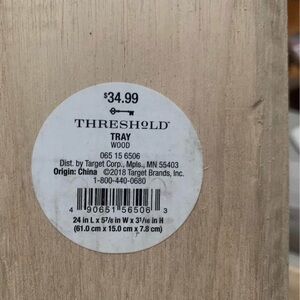 $34.99
THRESHOLD
TRAY
WOOD
065 15 6506
Dist. by Target Corp., Mpls., MN 55403
Origin: China ©2018 Target Brands, Inc.
1-800-440-0680
4 90651 56506 3
24 in L x 5⅞ in W x 3¹⁄₁₆ in H
(61.0 cm x 15.0 cm x 7.8 cm)